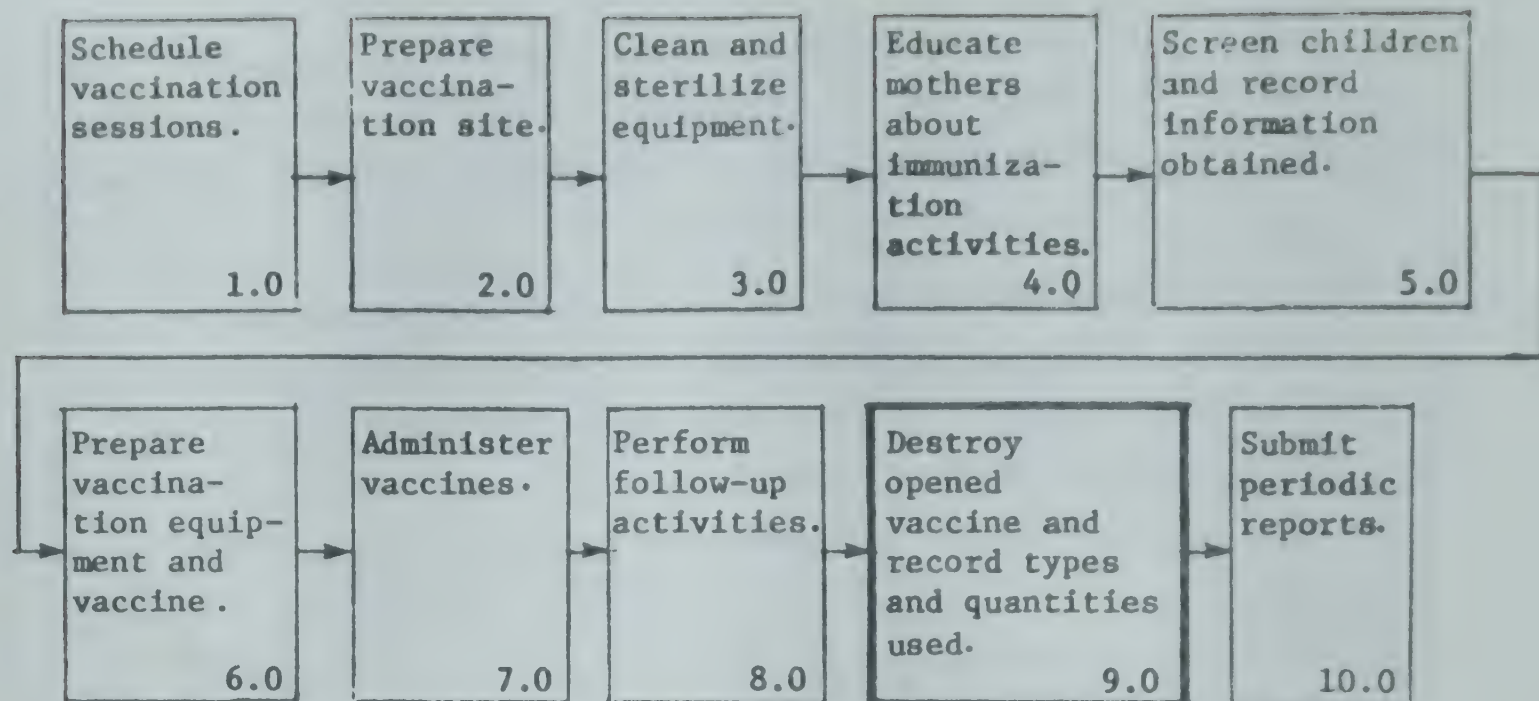 Schedule
vaccination
sessions.
1.0
Prepare
vaccina-
tion site.
2.0
Clean and
sterilize
equipment.
3.0
Educate
mothers
about
immuniza-
tion
activities.
4.0
Screen children
and record
information
obtained.
5.0
Prepare
vaccina-
tion equip-
ment and
vaccine.
6.0
Administer
vaccines.
7.0
Perform
follow-up
activities.
8.0
Destroy
opened
vaccine and
record types
and quantities
used.
9.0
Submit
periodic
reports.
10.0